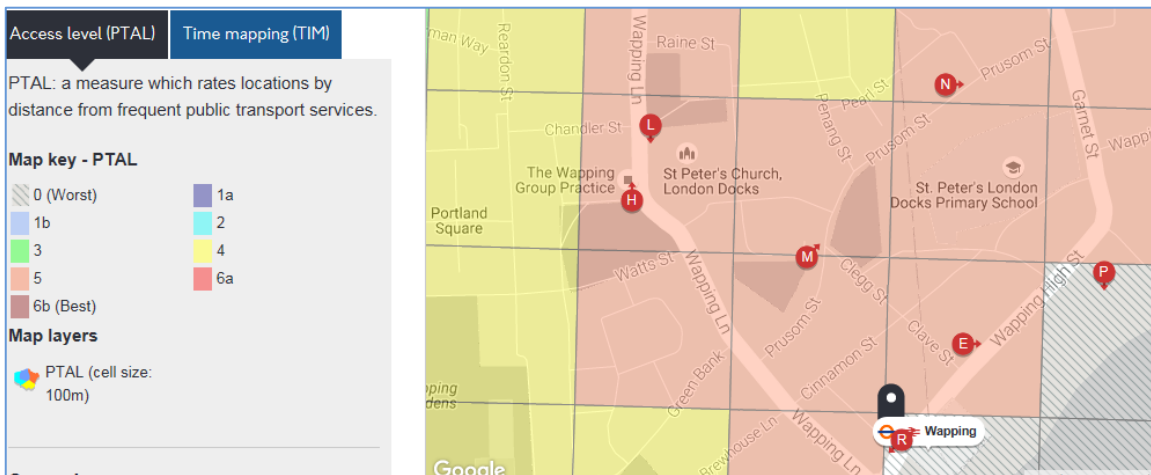 Access level (PTAL)
Time mapping (TIM)
PTAL: a measure which rates locations by
distance from frequent public transport services.
Map key - PTAL
0 (Worst)
1a
1b
2
3
4
5
6a
6b (Best)
Map layers
PTAL (cell size:
100m)
man Way
Reardon St
Wapping Ln
Raine St
Chandler St
L
The Wapping
Group Practice
H
St Peter's Church,
London Docks
Portland
Square
Penang St
Pearl St
N
Prusom St
Prusom St
Garnet St
St. Peter's London
Docks Primary School
Watts St
Wapping Ln
M
Clegg St
Prusom St
Clave St
Wapping High St
P
E
Cinnamon St
Green Bank
Brewhouse Ln
Wapping Ln
R
Wapping
Google